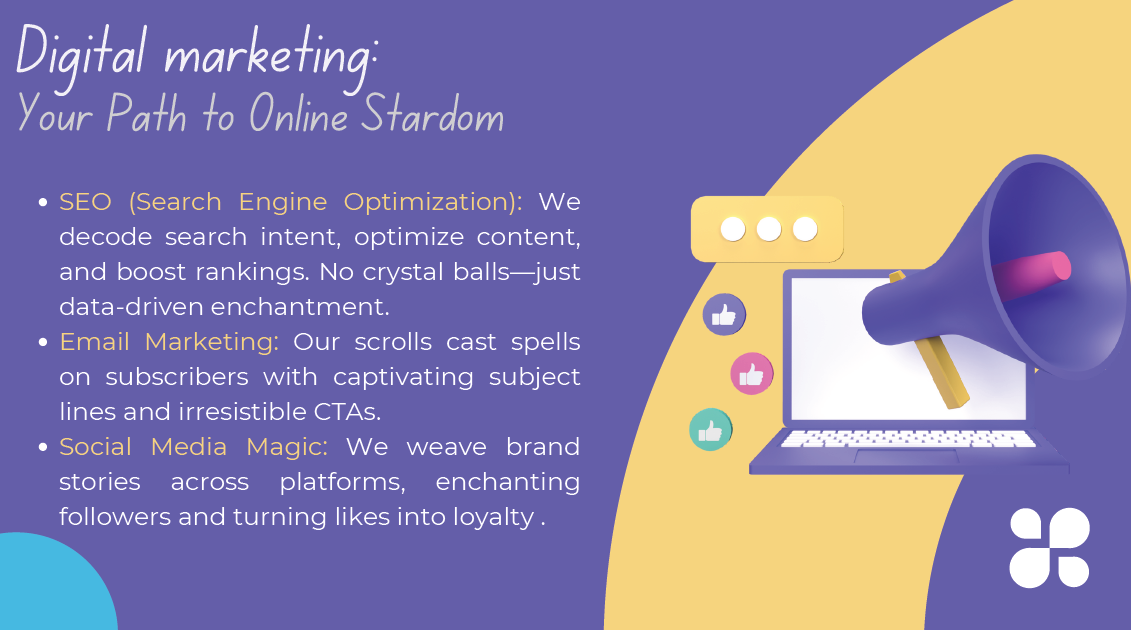 Digital marketing:
Your Path to Online Stardom
• SEO (Search Engine Optimization): We
decode search intent, optimize content,
and boost rankings. No crystal balls—just
data-driven enchantment.
• Email Marketing: Our scrolls cast spells
on subscribers with captivating subject
lines and irresistible CTAs.
• Social Media Magic: We weave brand
stories across platforms, enchanting
followers and turning likes into loyalty .